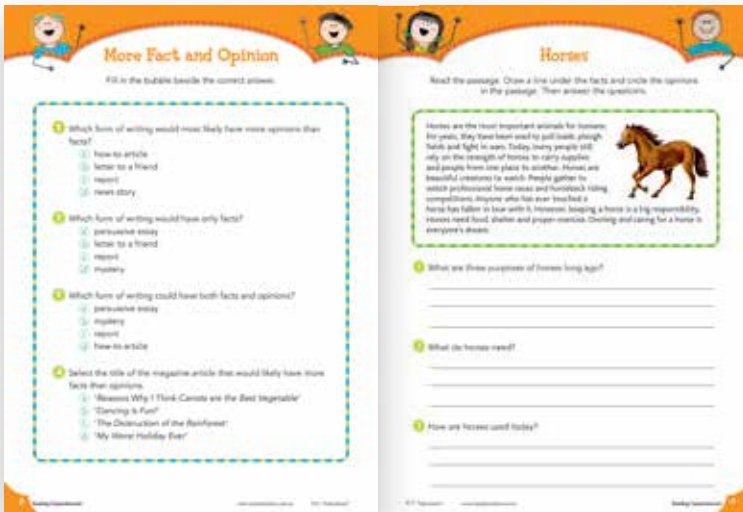 More Fact and Opinion
Fill in the bubble beside the correct answer.
1 Which form of writing would most likely have more opinions than
facts?
how-to article
letter to a friend
report
news story
2 Which form of writing would have only facts?
persuasive essay
letter to a friend
report
mystery
3 Which form of writing could have both facts and opinions?
persuasive essay
mystery
report
how-to article
4 Select the title of the magazine article that would likely have more
facts than opinions.
'Reasons Why I Think Carrots are the Best Vegetable'
'Dancing is Fun!'
'The Destruction of the Rainforest'
'My Worst Holiday Ever'
Reading Comprehension
Horses
Read the passage. Draw a line under the facts and circle the opinions
in the passage. Then answer the questions.
Horses are the most important animals for humans.
For years, they have been used to pull loads, plough
fields and fight in wars. Today, many people still
rely on the strength of horses to carry supplies
and people from one place to another. Horses are
beautiful creatures to watch. People gather to
watch professional horse races and horseback riding
competitions. Anyone who has ever touched a
horse has fallen in love with it. However, keeping a horse is a big responsibility.
Horses need food, shelter and proper exercise. Owning and caring for a horse is
everyone's dream.
1 What are three purposes of horses long ago?
2 What do horses need?
3 How are horses used today?
Reading Comprehension